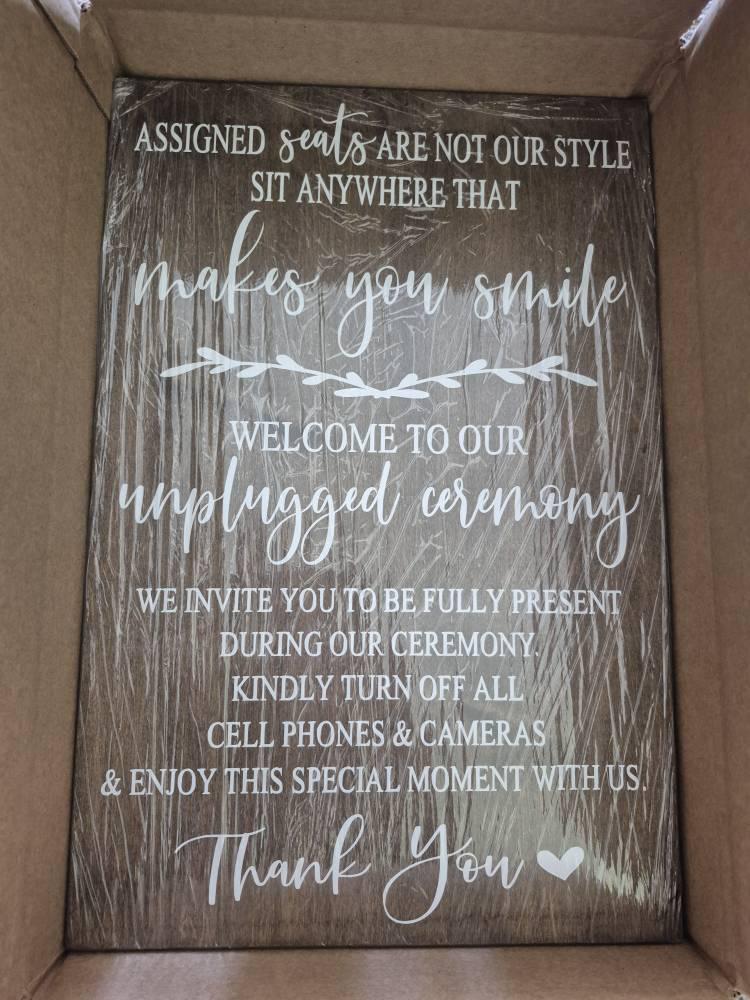 ASSIGNED seats ARE NOT OUR STYLE
SIT ANYWHERE THAT
makes you smile
WELCOME TO OUR
unplugged ceremony
WE INVITE YOU TO BE FULLY PRESENT
DURING OUR CEREMONY.
KINDLY TURN OFF ALL
CELL PHONES & CAMERAS
& ENJOY THIS SPECIAL MOMENT WITH US.
Thank You